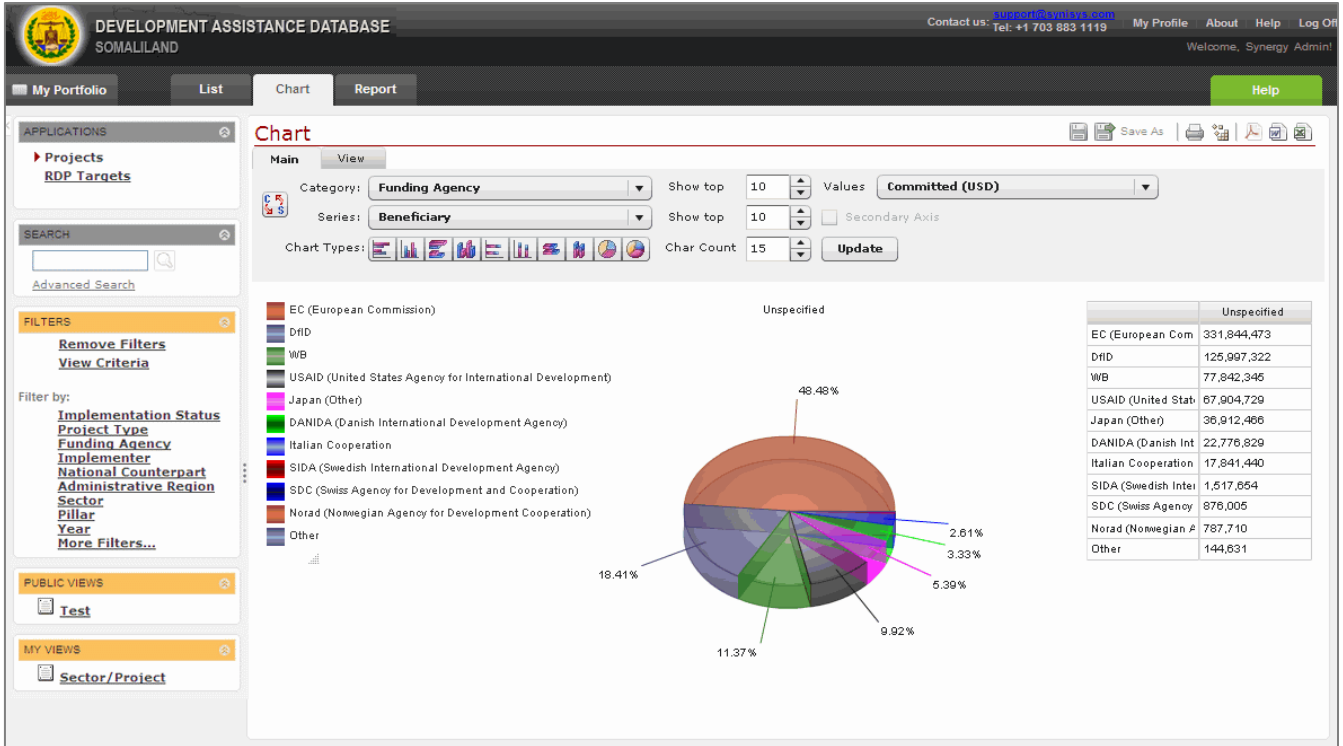 DEVELOPMENT ASSISTANCE DATABASE
SOMALILAND
Contact us: support@synisys.com
Tel: +1 703 883 1119
My Profile About Help Log Off
Welcome, Synergy Admin!
My Portfolio List Chart Report Help
APPLICATIONS
Projects
RDP Targets
SEARCH
Advanced Search
FILTERS
Remove Filters
View Criteria
Filter by:
Implementation Status
Project Type
Funding Agency
Implementer
National Counterpart
Administrative Region
Sector
Pillar
Year
More Filters...
PUBLIC VIEWS
Test
MY VIEWS
Sector/Project
Chart
Save As
Main View
Category: Funding Agency Show top 10 Values Committed (USD)
Series: Beneficiary Show top 10 Secondary Axis
Chart Types: Char Count 15 Update
EC (European Commission)
DfID
WB
USAID (United States Agency for International Development)
Japan (Other)
DANIDA (Danish International Development Agency)
Italian Cooperation
SIDA (Swedish International Development Agency)
SDC (Swiss Agency for Development and Cooperation)
Norad (Norwegian Agency for Development Cooperation)
Other
Unspecified
48.48%
2.61%
3.33%
5.39%
9.92%
11.37%
18.41%
Unspecified
EC (European Com 331,844,473
DfID 125,997,322
WB 77,842,345
USAID (United Stat 67,904,729
Japan (Other) 36,912,466
DANIDA (Danish Int 22,776,829
Italian Cooperation 17,841,440
SIDA (Swedish Inter 1,517,654
SDC (Swiss Agency 876,005
Norad (Norwegian A 787,710
Other 144,631